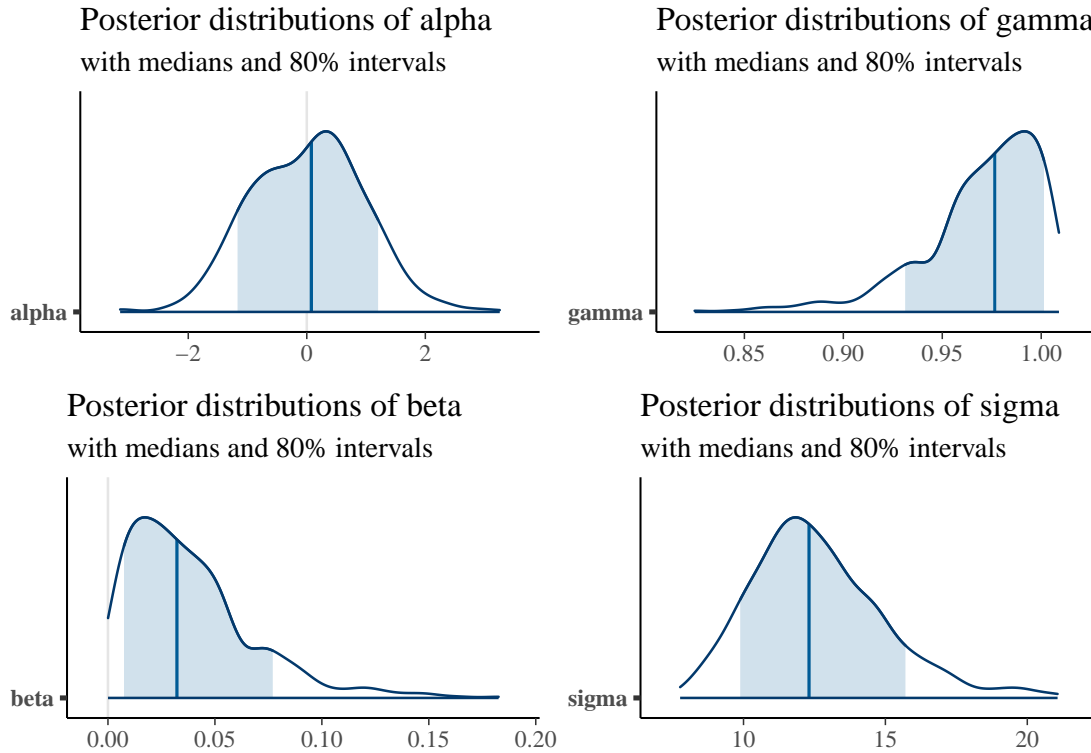 Posterior distributions of alpha
with medians and 80% intervals
alpha
−2 0 2
Posterior distributions of gamma
with medians and 80% intervals
gamma
0.85 0.90 0.95 1.00
Posterior distributions of beta
with medians and 80% intervals
beta
0.00 0.05 0.10 0.15 0.20
Posterior distributions of sigma
with medians and 80% intervals
sigma
10 15 20